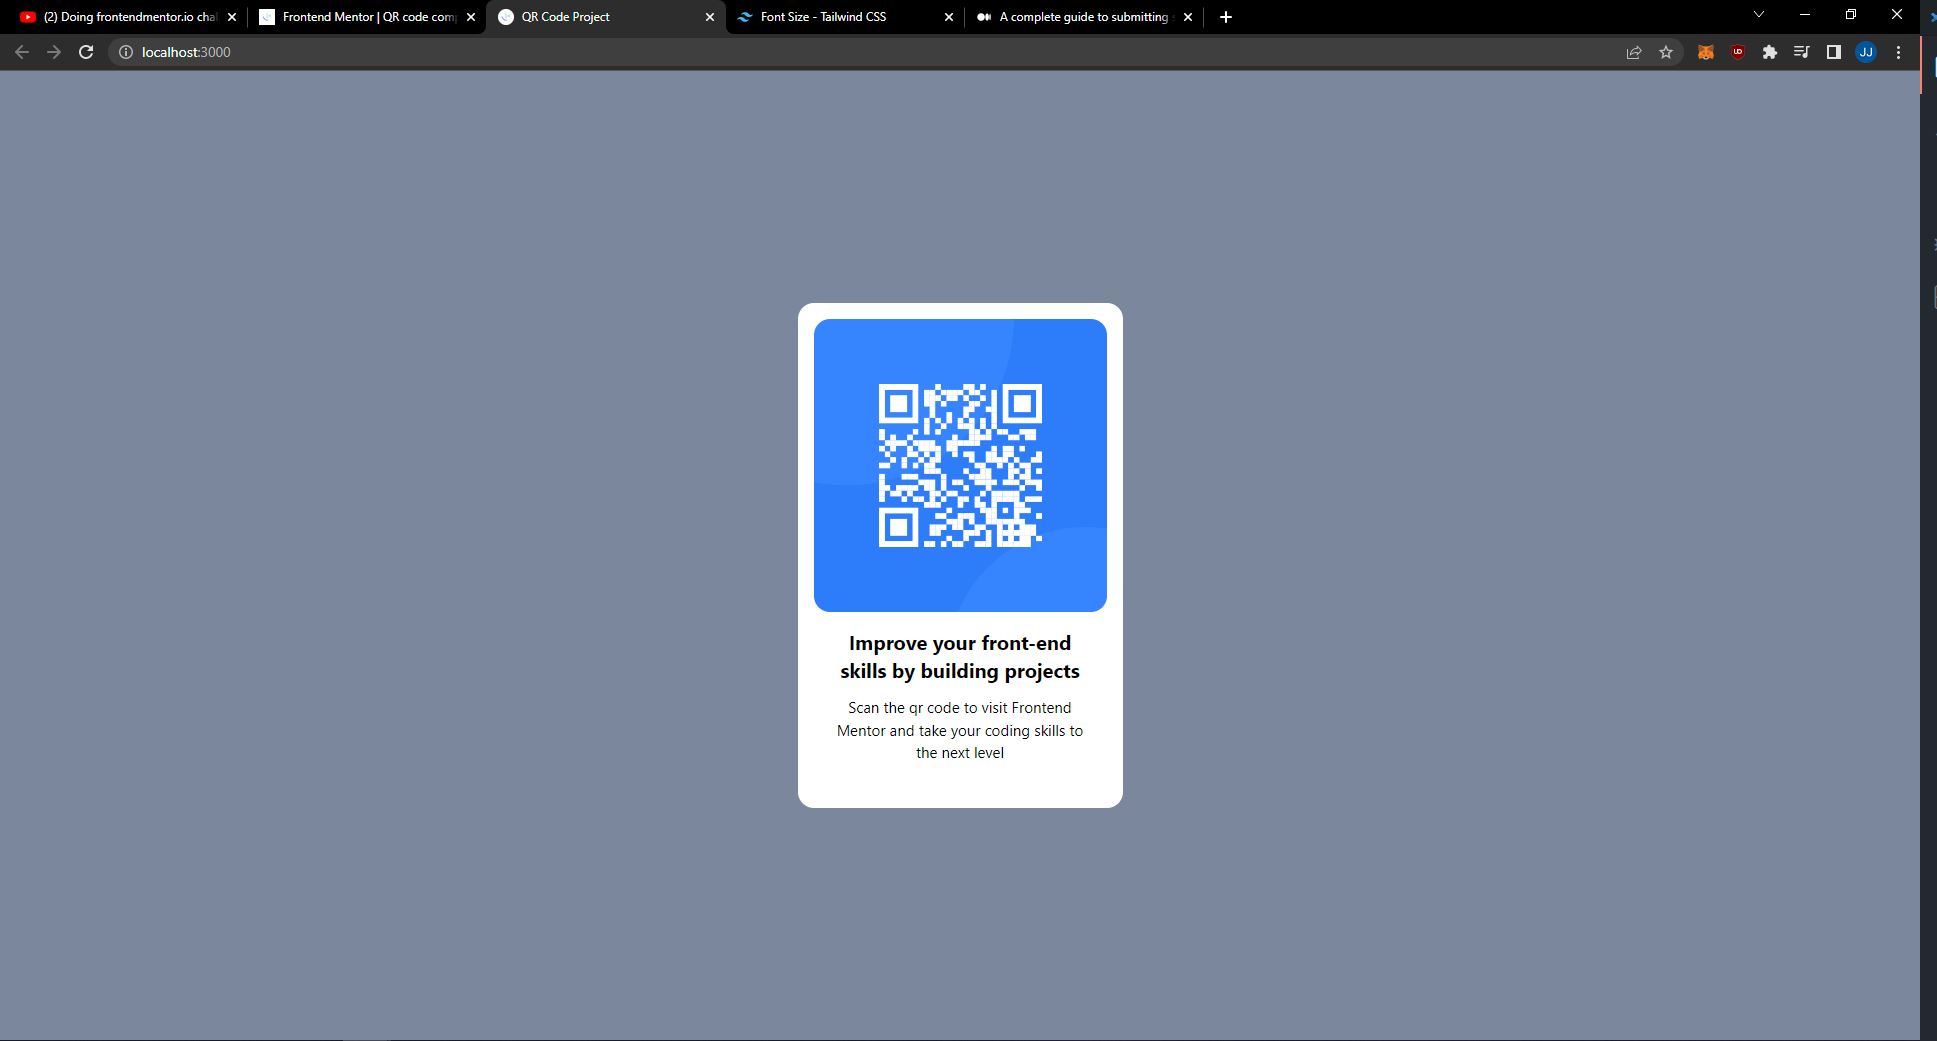 (2) Doing frontendmentor.io chal
Frontend Mentor | QR code comp
QR Code Project
Font Size - Tailwind CSS
A complete guide to submitting
localhost:3000
JJ
Improve your front-end
skills by building projects
Scan the qr code to visit Frontend
Mentor and take your coding skills to
the next level